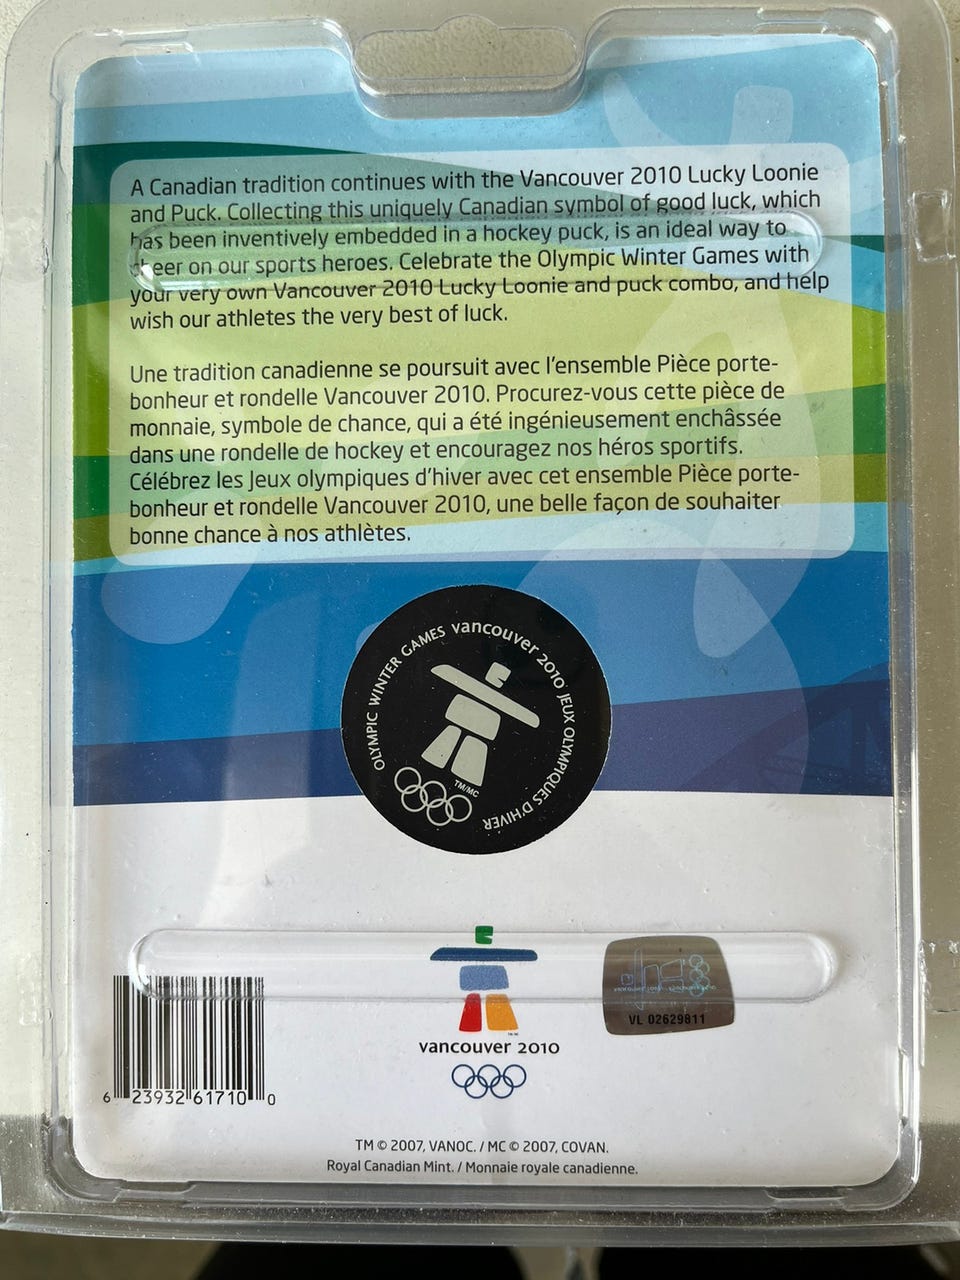 A Canadian tradition continues with the Vancouver 2010 Lucky Loonie
and Puck. Collecting this uniquely Canadian symbol of good luck, which
has been inventively embedded in a hockey puck, is an ideal way to
cheer on our sports heroes. Celebrate the Olympic Winter Games with
your very own Vancouver 2010 Lucky Loonie and puck combo, and help
wish our athletes the very best of luck.
Une tradition canadienne se poursuit avec l'ensemble Pièce porte-
bonheur et rondelle Vancouver 2010. Procurez-vous cette pièce de
monnaie, symbole de chance, qui a été ingénieusement enchâssée
dans une rondelle de hockey et encouragez nos héros sportifs.
Célébrez les Jeux olympiques d'hiver avec cet ensemble Pièce porte-
bonheur et rondelle Vancouver 2010, une belle façon de souhaiter
bonne chance à nos athlètes.
OLYMPIC WINTER GAMES vancouver 2010 JEUX OLYMPIQUES D'HIVER
TM/MC
VL 02629811
vancouver 2010
6 23932 61710 0
TM © 2007, VANOC. / MC © 2007, COVAN.
Royal Canadian Mint. / Monnaie royale canadienne.